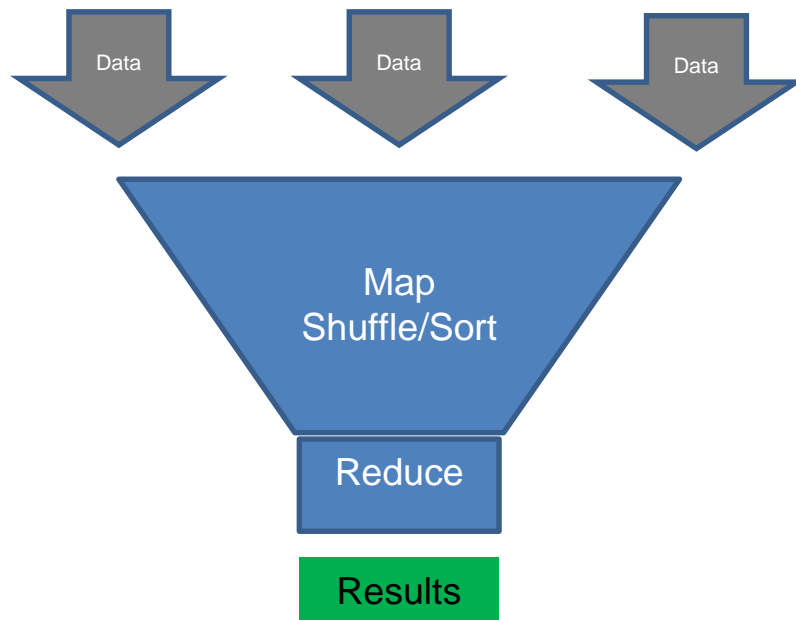 Data
Data
Data
Map
Shuffle/Sort
Reduce
Results